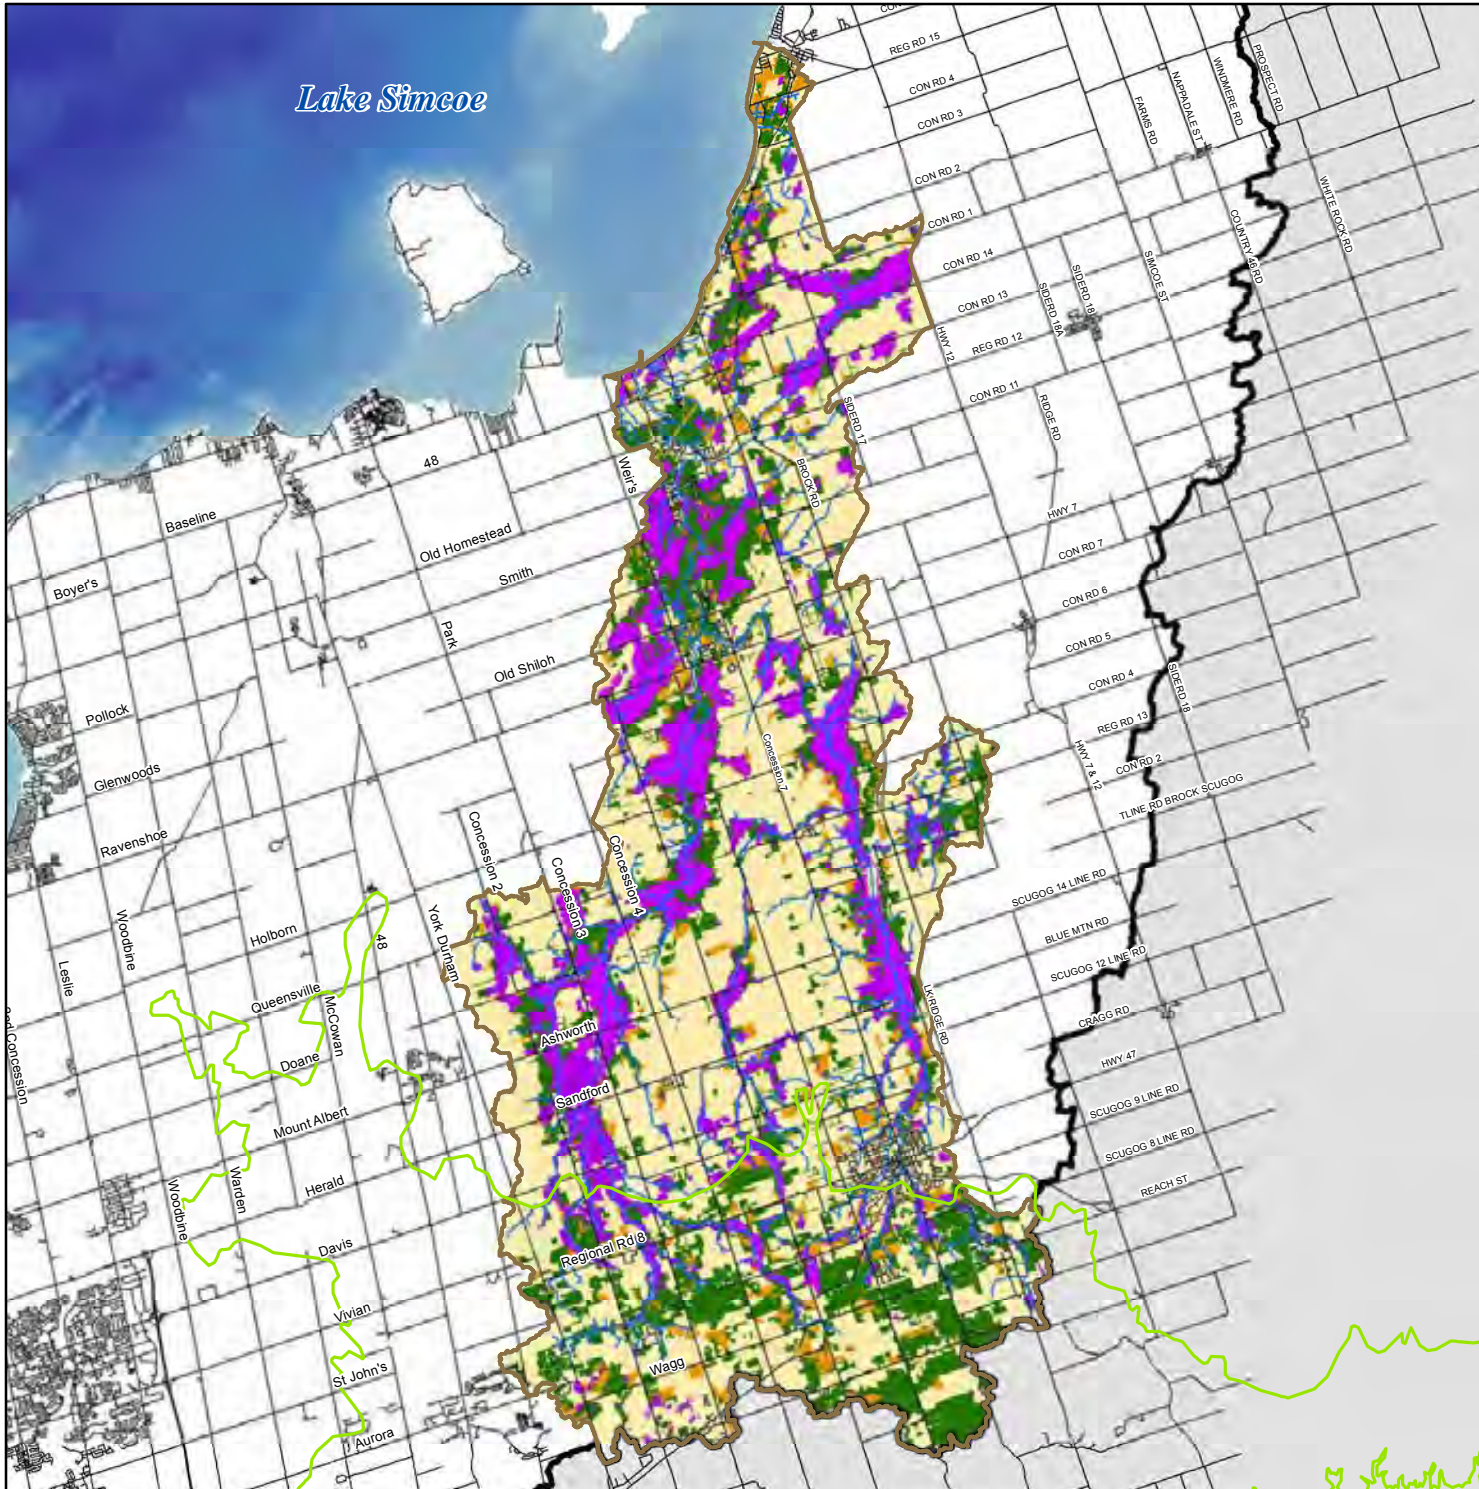 Lake Simcoe
REG RD 15
CON RD 4
CON RD 3
CON RD 2
CON RD 1
CON RD 14
CON RD 13
REG RD 12
CON RD 11
FARMS RD
NAPPADALE ST
WINDMERE RD
PROSPECT RD
WHITE ROCK RD
COUNTRY 46 RD
SIMCOE ST
SIDERD 18
SIDERD 18A
HWY 12
RIDGE RD
SIDERD 17
BROCK RD
48
Weir's
Baseline
Old Homestead
Smith
Boyer's
Park
Old Shiloh
Pollock
Glenwoods
Ravenshoe
HWY 7
CON RD 7
CON RD 6
CON RD 5
CON RD 4
SIDERD 18
REG RD 13
CON RD 2
HWY 7 & 12
TLINE RD BROCK SCUGOG
Concession 7
Concession 2
Concession 3
Concession 4
SCUGOG 14 LINE RD
BLUE MTN RD
SCUGOG 12 LINE RD
CRAGG RD
HWY 47
SCUGOG 9 LINE RD
SCUGOG 8 LINE RD
REACH ST
LK RIDGE RD
York Durham
48
Holborn
Woodbine
Leslie
Queensville
McCowan
Doane
Mount Albert
Ashworth
Sandford
Herald
Warden
Woodbine
Davis
Regional Rd 8
Vivian
Wagg
St John's
Aurora